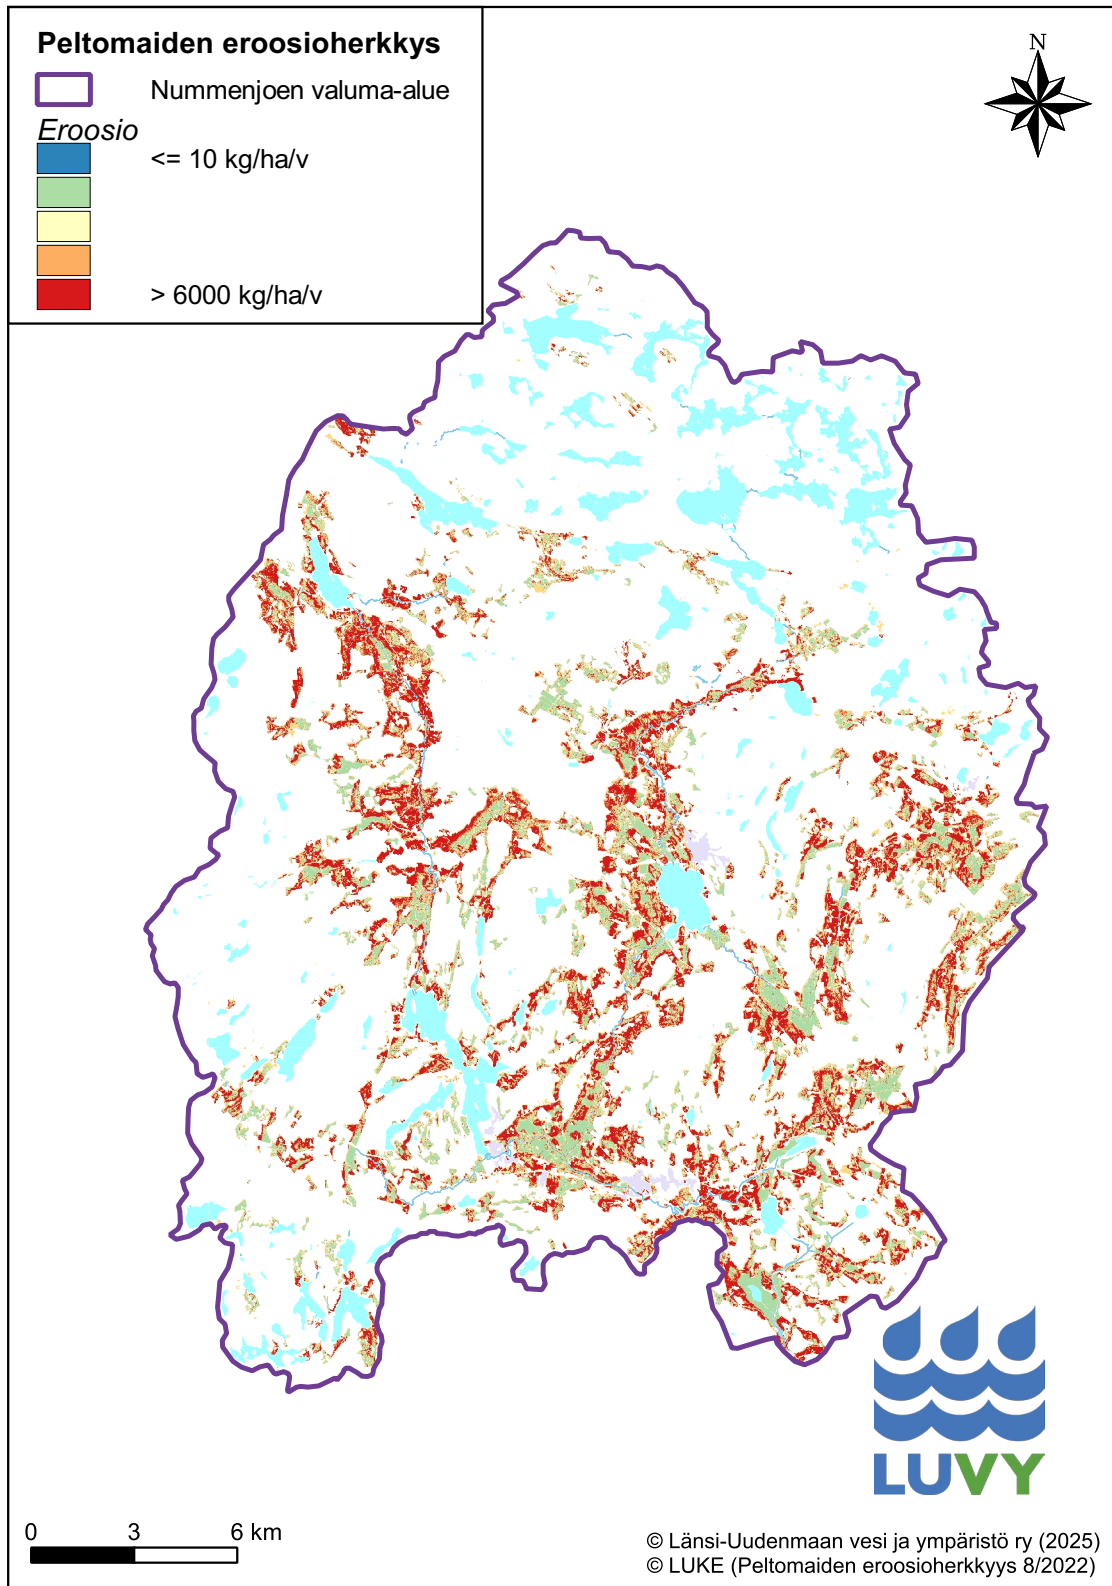 Peltomaiden eroosioherkkys
Nummenjoen valuma-alue
Eroosio
<= 10 kg/ha/v
> 6000 kg/ha/v
N
LUVY
0 3 6 km
© Länsi-Uudenmaan vesi ja ympäristö ry (2025)
© LUKE (Peltomaiden eroosioherkkyys 8/2022)